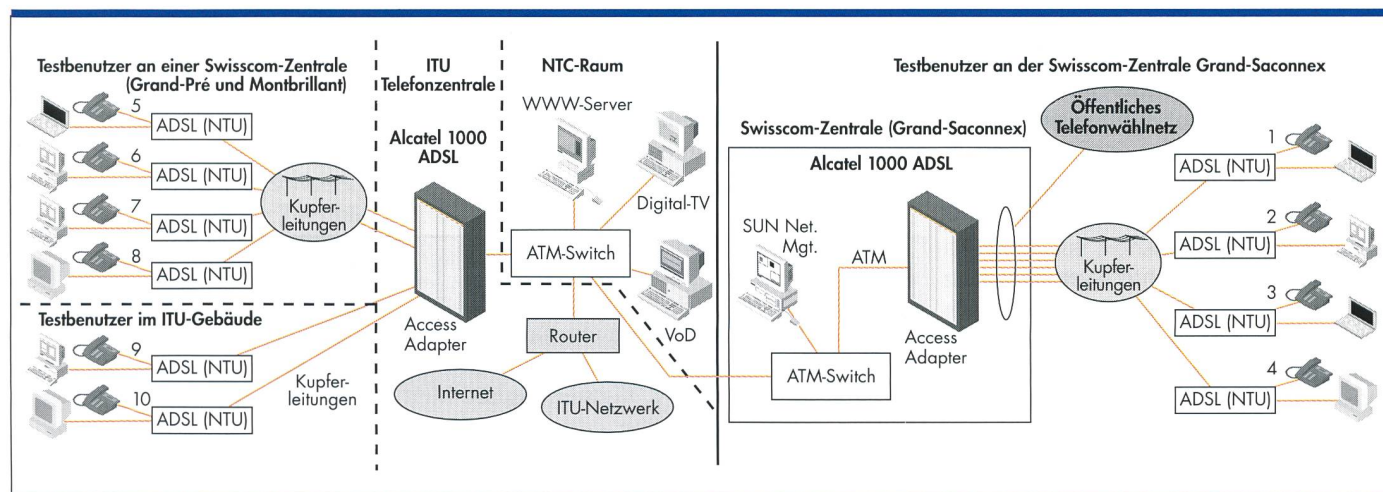 Testbenutzer an einer Swisscom-Zentrale
(Grand-Pré und Montbrillant)
5
ADSL (NTU)
6
ADSL (NTU)
7
ADSL (NTU)
8
ADSL (NTU)
Kupfer-
leitungen
Testbenutzer im ITU-Gebäude
9
ADSL (NTU)
10
ADSL (NTU)
Kupfer-
leitungen
ITU
Telefonzentrale
Alcatel 1000
ADSL
Access
Adapter
NTC-Raum
WWW-Server
Digital-TV
ATM-Switch
VoD
Router
Internet
ITU-Netzwerk
Testbenutzer an der Swisscom-Zentrale Grand-Saconnex
Swisscom-Zentrale (Grand-Saconnex)
Öffentliches
Telefonwählnetz
Alcatel 1000 ADSL
SUN Net.
Mgt.
ATM
Access
Adapter
ATM-Switch
Kupfer-
leitungen
1
ADSL (NTU)
2
ADSL (NTU)
3
ADSL (NTU)
4
ADSL (NTU)